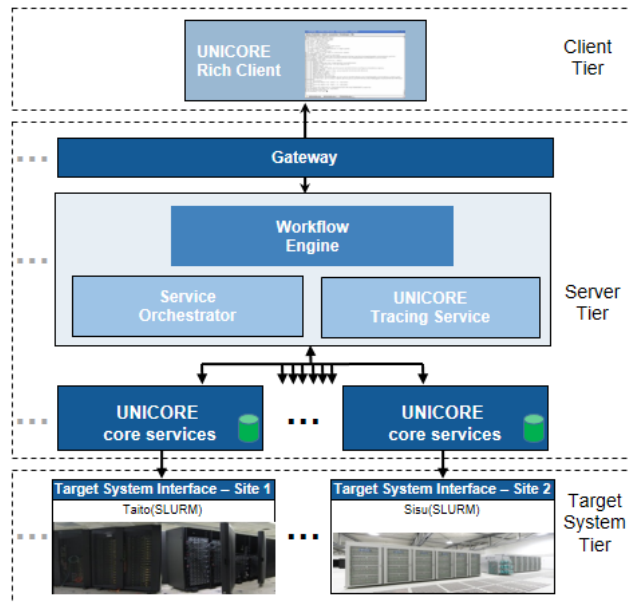 UNICORE
Rich Client
Client
Tier
Gateway
Workflow
Engine
Service
Orchestrator
UNICORE
Tracing Service
Server
Tier
UNICORE
core services
...
UNICORE
core services
Target System Interface – Site 1
Taito(SLURM)
...
Target System Interface – Site 2
Sisu(SLURM)
Target
System
Tier